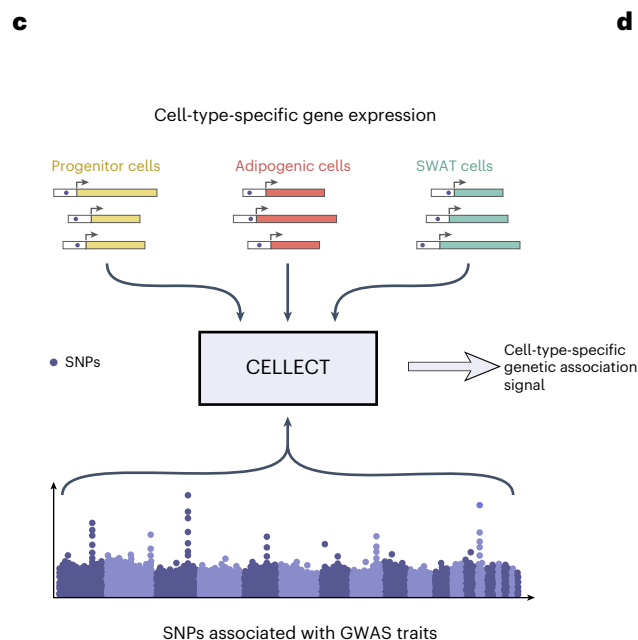 c
d
Cell-type-specific gene expression
Progenitor cells
Adipogenic cells
SWAT cells
SNPs
CELLECT
Cell-type-specific
genetic association
signal
SNPs associated with GWAS traits